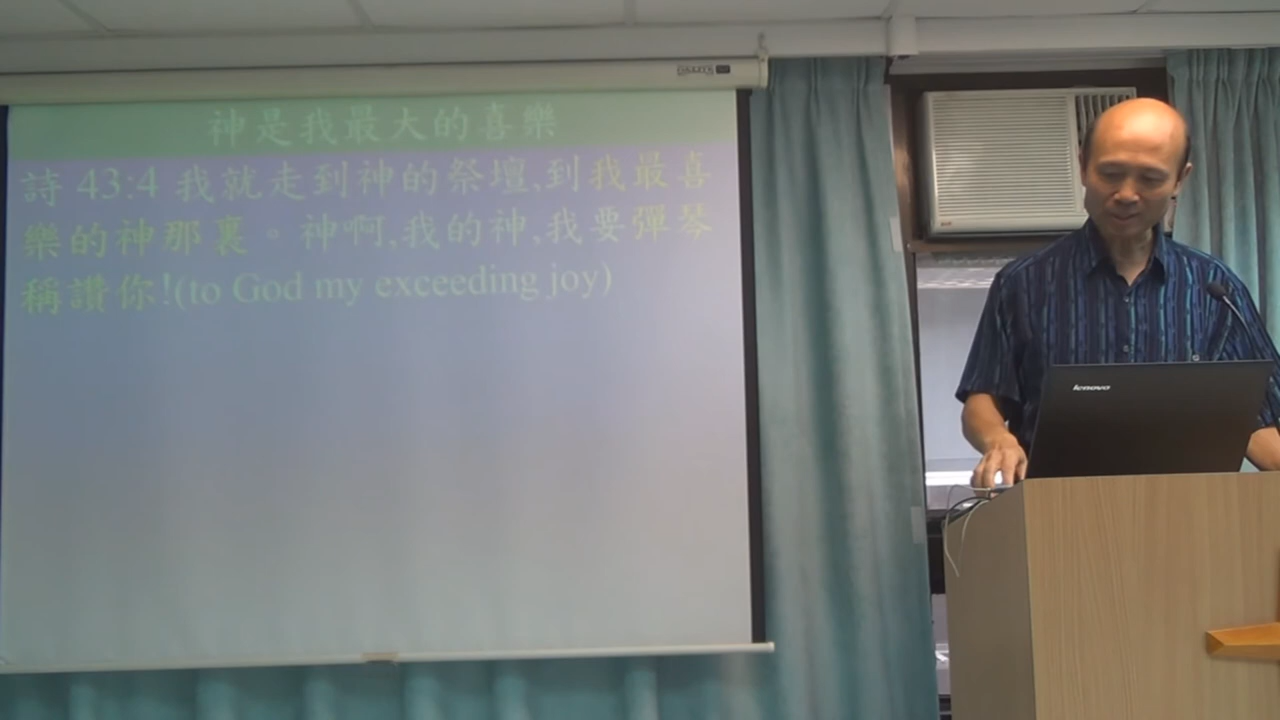 神是我最大的喜樂
詩 43:4 我就走到神的祭壇,到我最喜
樂的神那裏。神啊,我的神,我要彈琴
稱讚你!(to God my exceeding joy)
lenovo